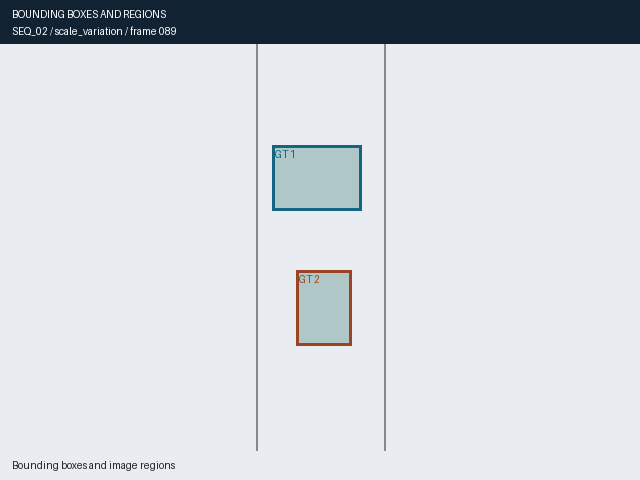 BOUNDING BOXES AND REGIONS
SEQ_02 / scale_variation / frame 089
GT1
GT2
Bounding boxes and image regions